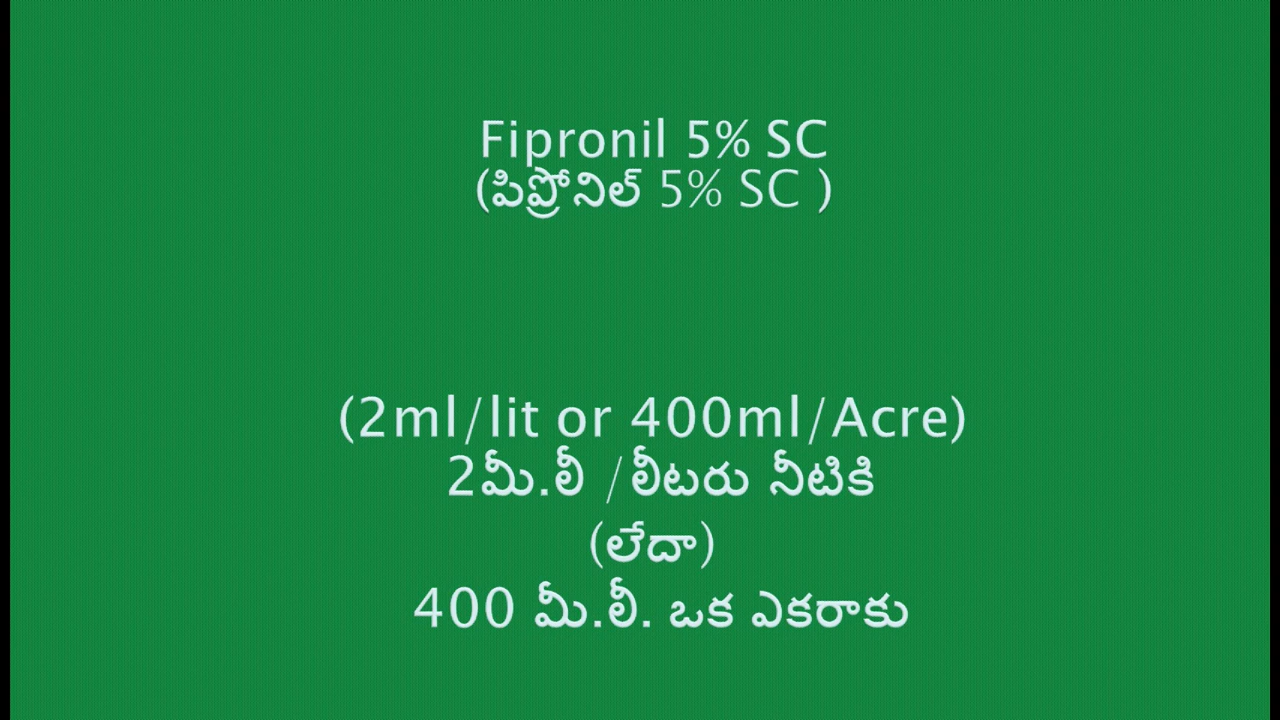 Fipronil 5% SC
(పిప్రోనిల్ 5% SC )
(2ml/lit or 400ml/Acre)
2మీ.లీ /లీటరు నీటికి
(లేదా)
400 మీ.లీ. ఒక ఎకరాకు